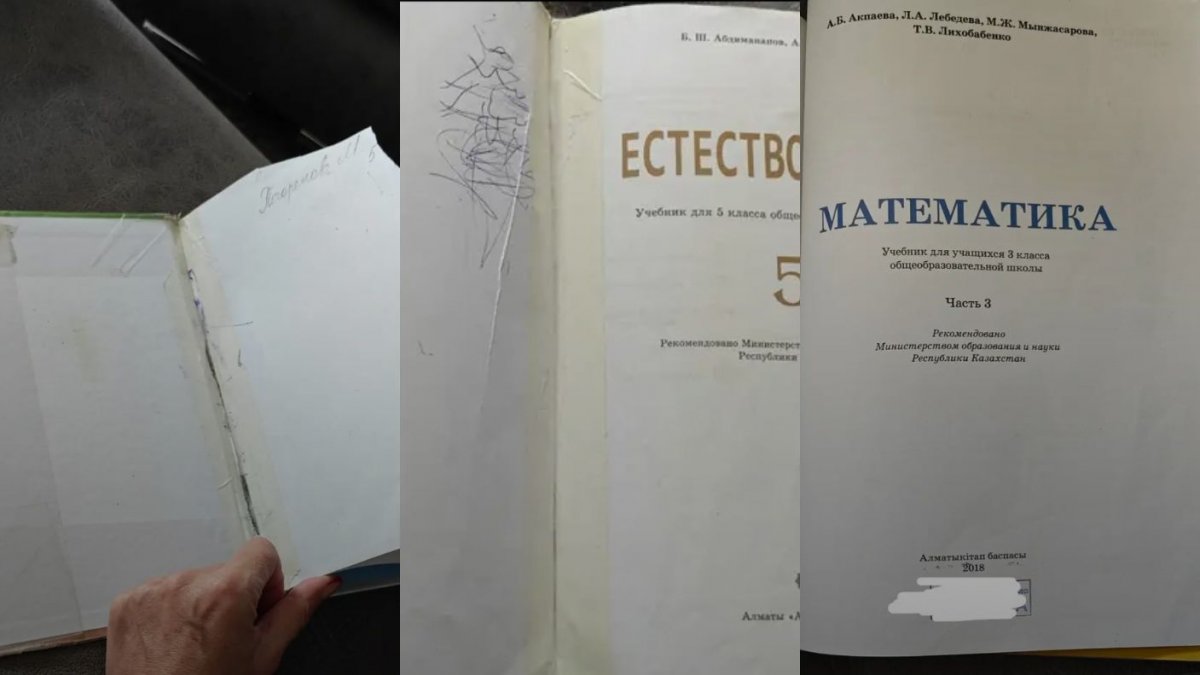 5
Б. Ш. Абдиманапов, А
ЕСТЕСТВО
Учебник для 5 класса обще
5
Рекомендовано Министерст
Республики
Алматы «А
А.Б. Акпаева, Л.А. Лебедева, М.Ж. Мынжасарова,
Т.В. Лихобабенко
МАТЕМАТИКА
Учебник для учащихся 3 класса
общеобразовательной школы
Часть 3
Рекомендовано
Министерством образования и науки
Республики Казахстан
Алматыкітап баспасы
2018